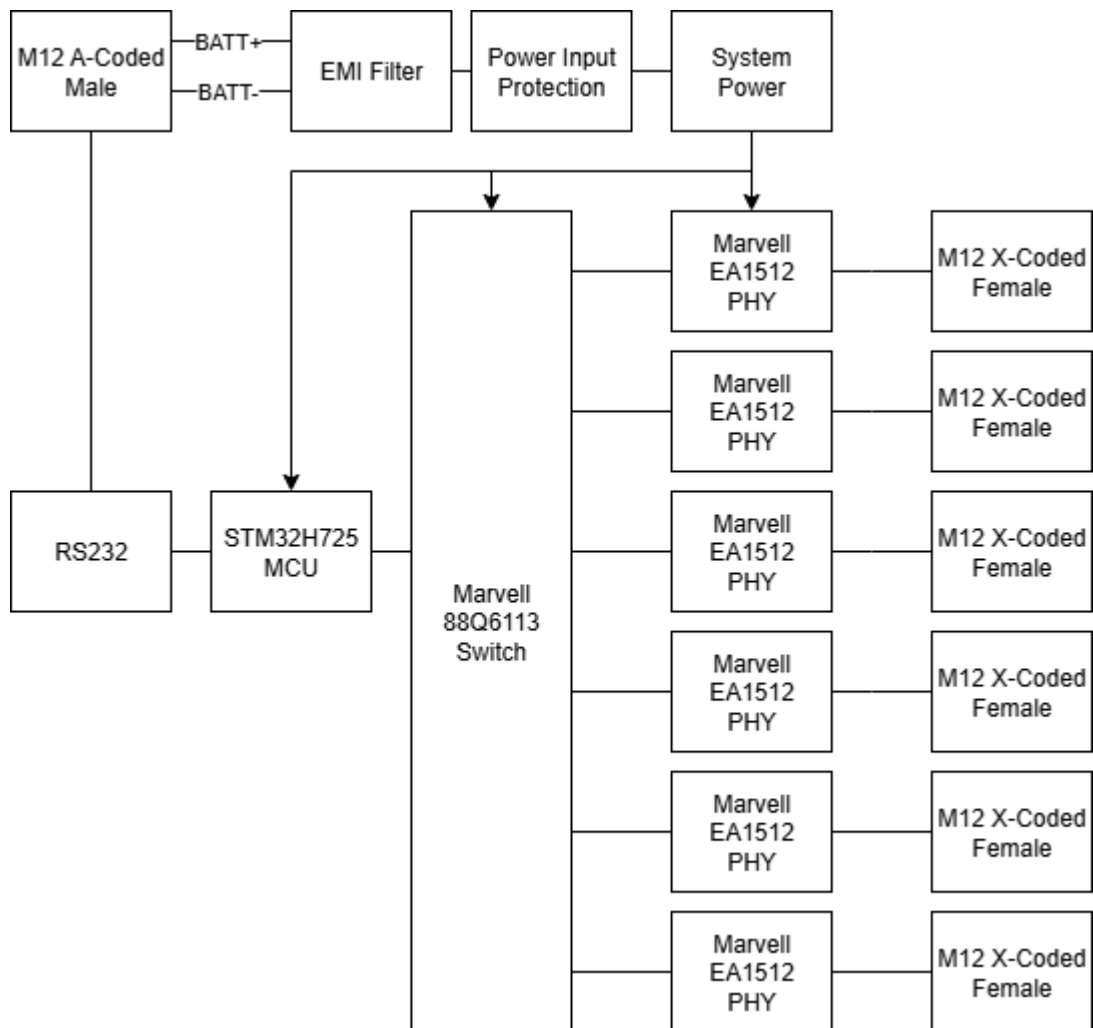 M12 A-Coded
Male
BATT+
BATT-
EMI Filter
Power Input
Protection
System
Power
Marvell
EA1512
PHY
M12 X-Coded
Female
Marvell
EA1512
PHY
M12 X-Coded
Female
RS232
STM32H725
MCU
Marvell
88Q6113
Switch
Marvell
EA1512
PHY
M12 X-Coded
Female
Marvell
EA1512
PHY
M12 X-Coded
Female
Marvell
EA1512
PHY
M12 X-Coded
Female
Marvell
EA1512
PHY
M12 X-Coded
Female